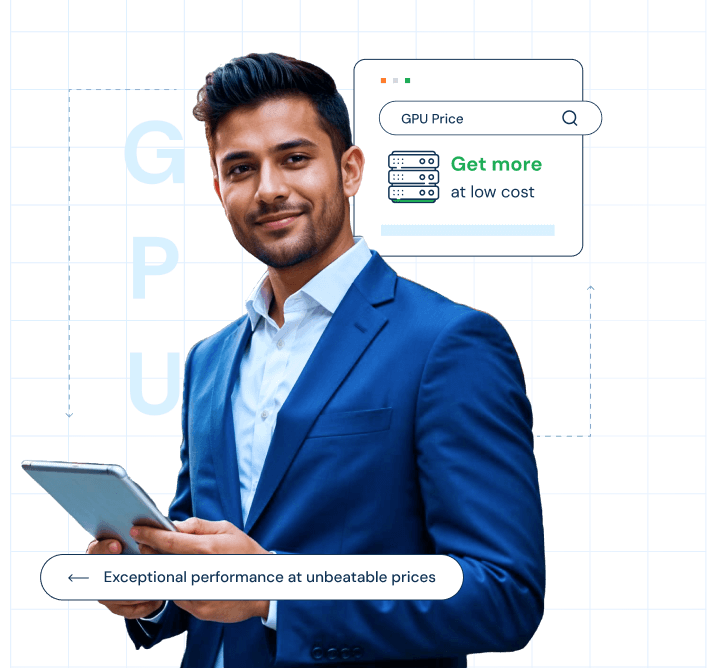 G
P
U
GPU Price
Get more
at low cost
Exceptional performance at unbeatable prices